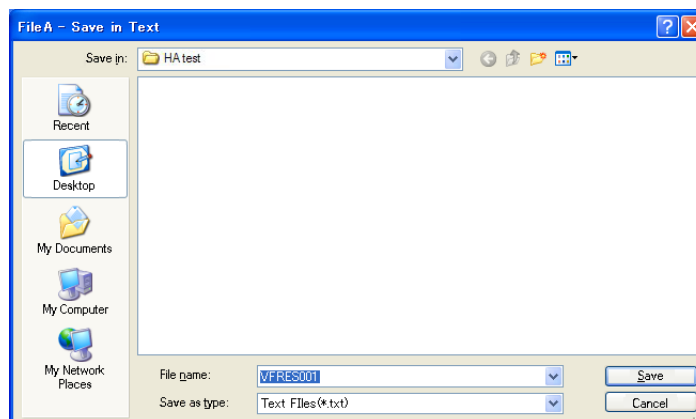 FileA - Save in Text
Save in:
HA test
Recent
Desktop
My Documents
My Computer
My Network
Places
File name:
VFRES001
Save
Save as type:
Text FIles(*.txt)
Cancel